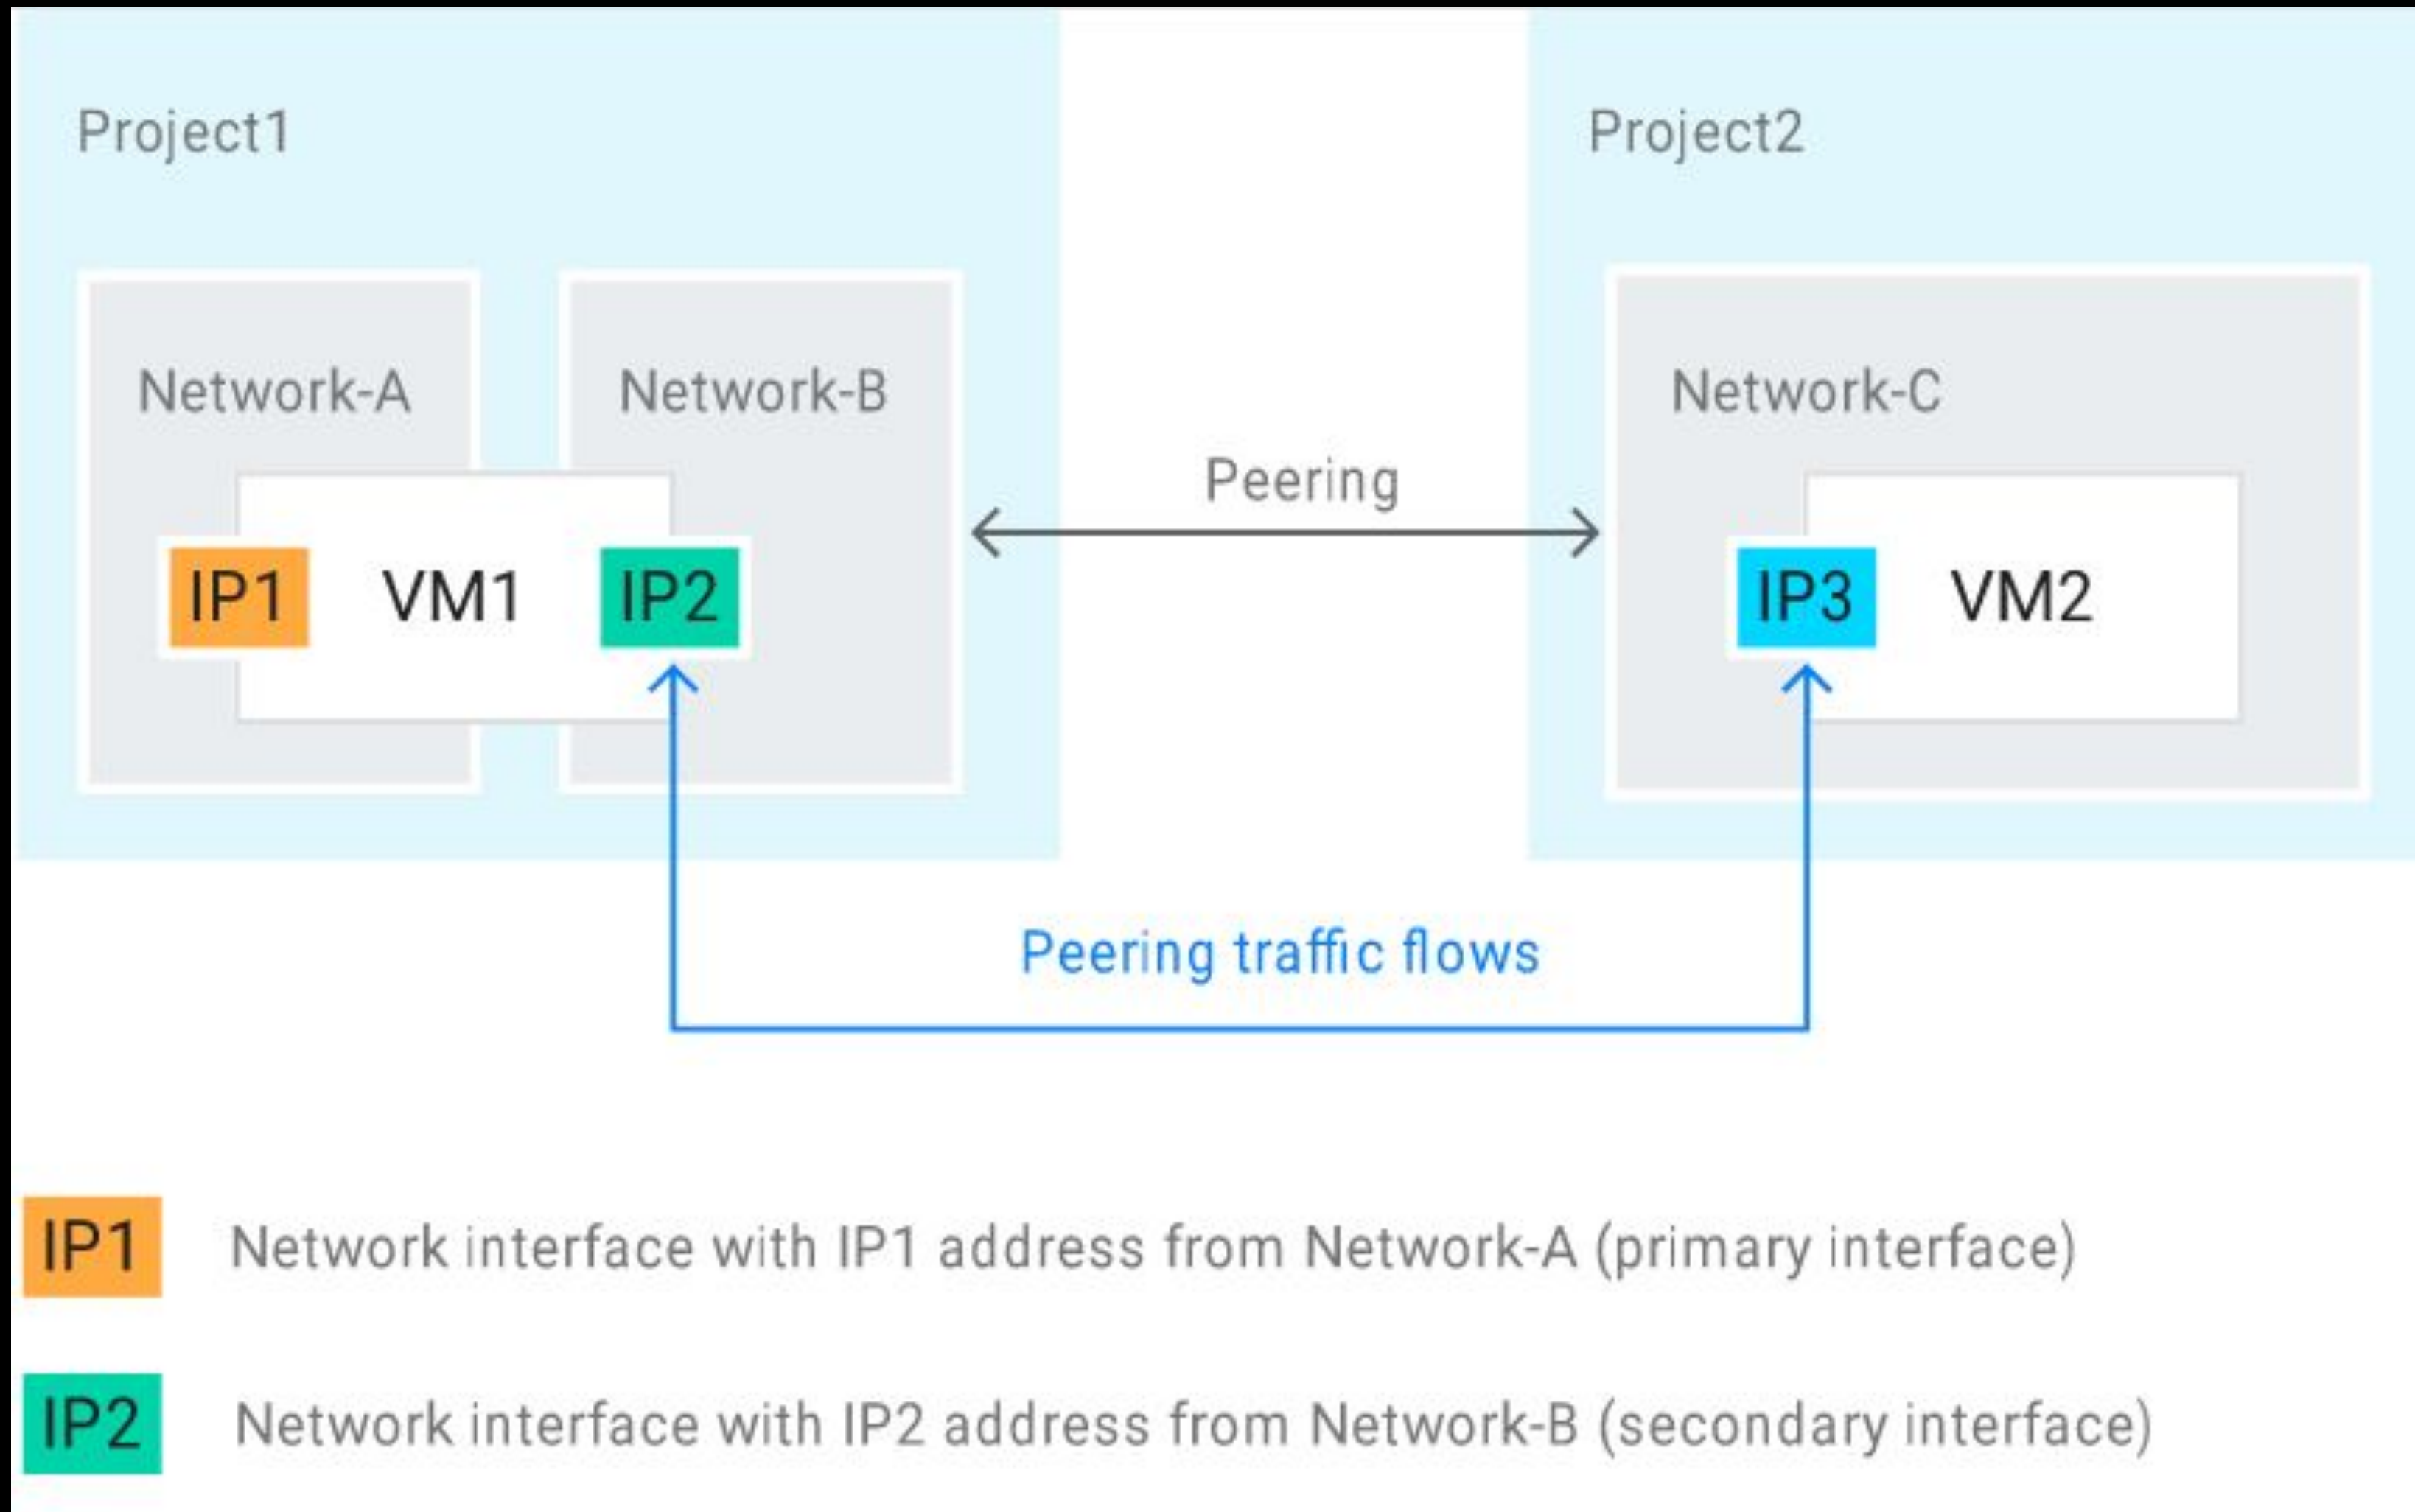 Project1
Project2
Network-A
Network-B
Network-C
Peering
IP1
VM1
IP2
IP3
VM2
Peering traffic flows
IP1 Network interface with IP1 address from Network-A (primary interface)
IP2 Network interface with IP2 address from Network-B (secondary interface)